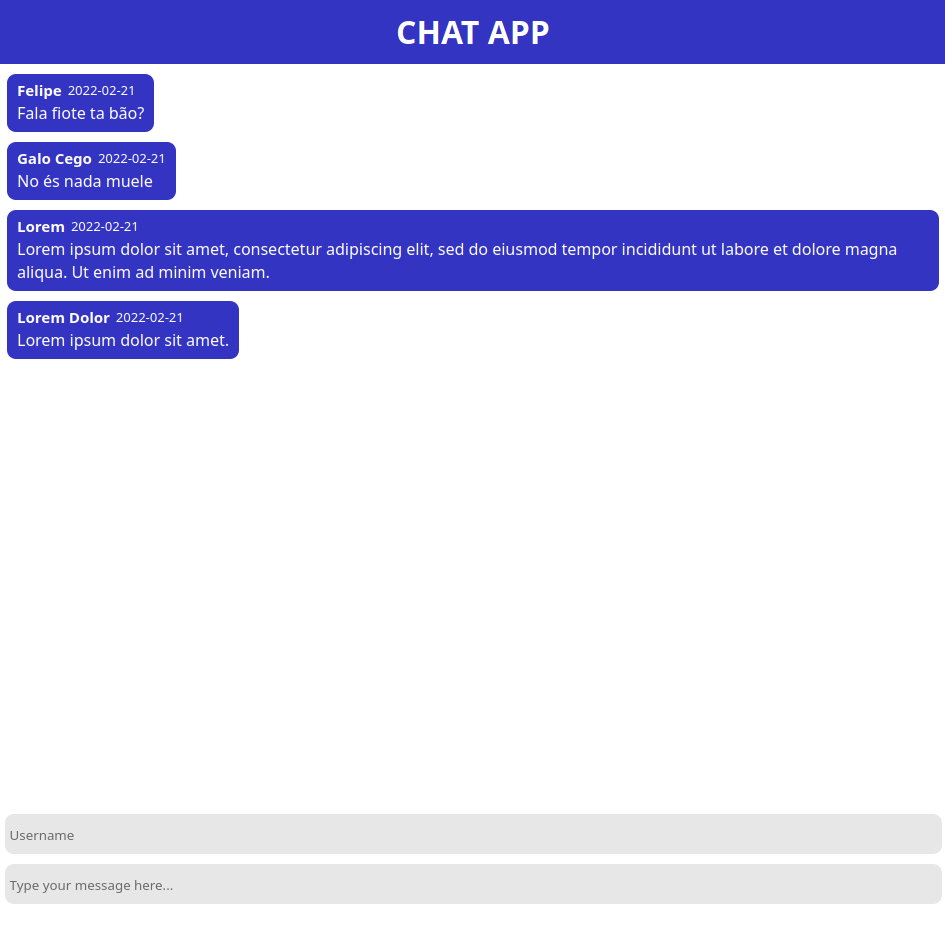 CHAT APP
Felipe 2022-02-21
Fala fiote ta bão?
Galo Cego 2022-02-21
No és nada muele
Lorem 2022-02-21
Lorem ipsum dolor sit amet, consectetur adipiscing elit, sed do eiusmod tempor incididunt ut labore et dolore magna
aliqua. Ut enim ad minim veniam.
Lorem Dolor 2022-02-21
Lorem ipsum dolor sit amet.
Username
Type your message here...